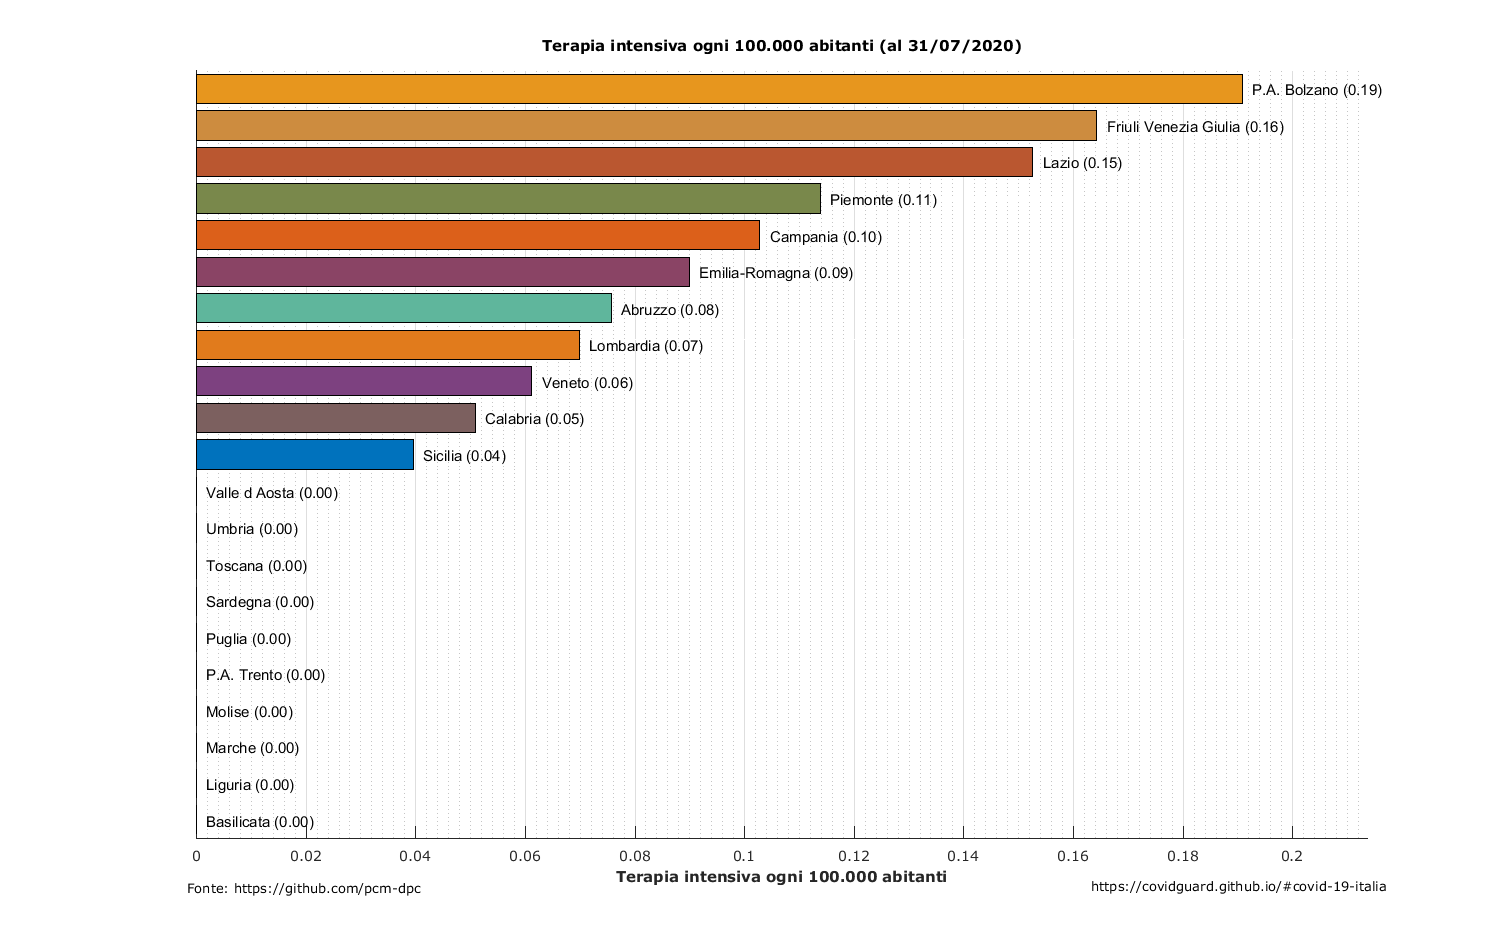 Terapia intensiva ogni 100.000 abitanti (al 31/07/2020)
P.A. Bolzano (0.19)
Friuli Venezia Giulia (0.16)
Lazio (0.15)
Piemonte (0.11)
Campania (0.10)
Emilia-Romagna (0.09)
Abruzzo (0.08)
Lombardia (0.07)
Veneto (0.06)
Calabria (0.05)
Sicilia (0.04)
Valle d Aosta (0.00)
Umbria (0.00)
Toscana (0.00)
Sardegna (0.00)
Puglia (0.00)
P.A. Trento (0.00)
Molise (0.00)
Marche (0.00)
Liguria (0.00)
Basilicata (0.00)
0 0.02 0.04 0.06 0.08 0.1 0.12 0.14 0.16 0.18 0.2
Terapia intensiva ogni 100.000 abitanti
Fonte: https://github.com/pcm-dpc
https://covidguard.github.io/#covid-19-italia